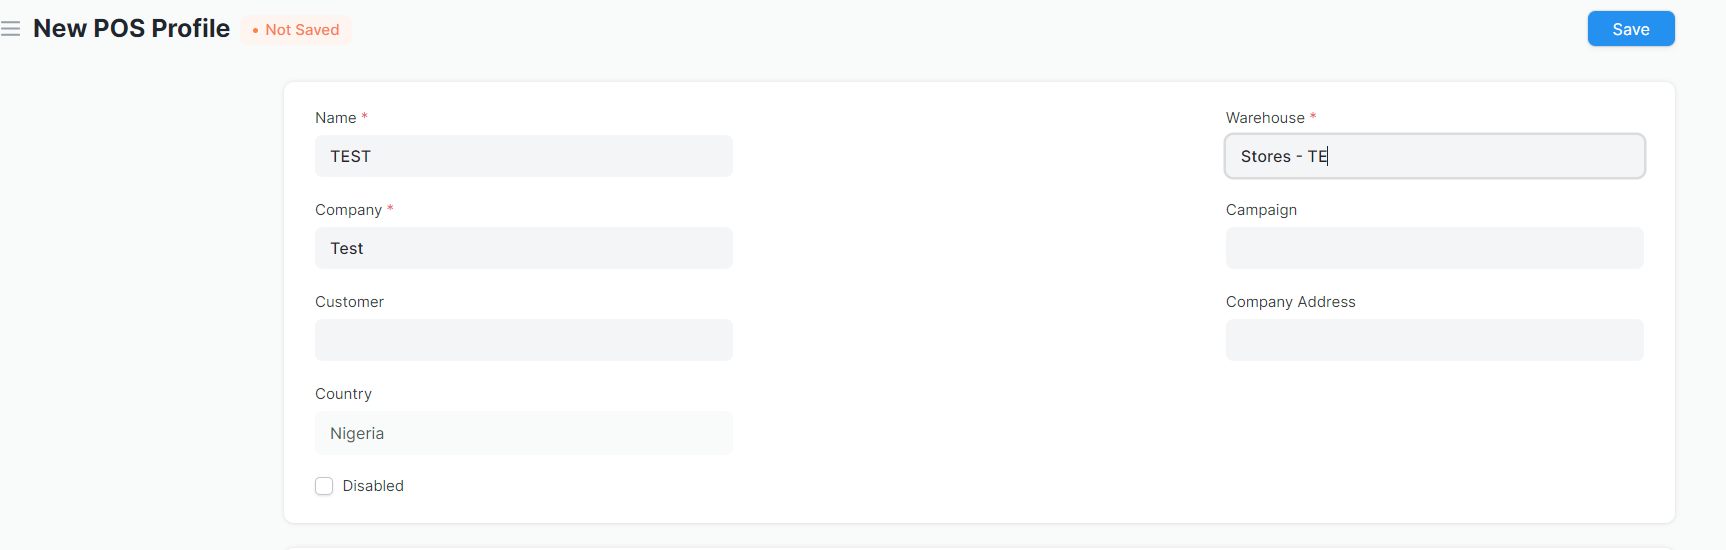 New POS Profile
• Not Saved
Save
Name *
TEST
Warehouse *
Stores - TE
Company *
Test
Campaign
Customer
Company Address
Country
Nigeria
Disabled